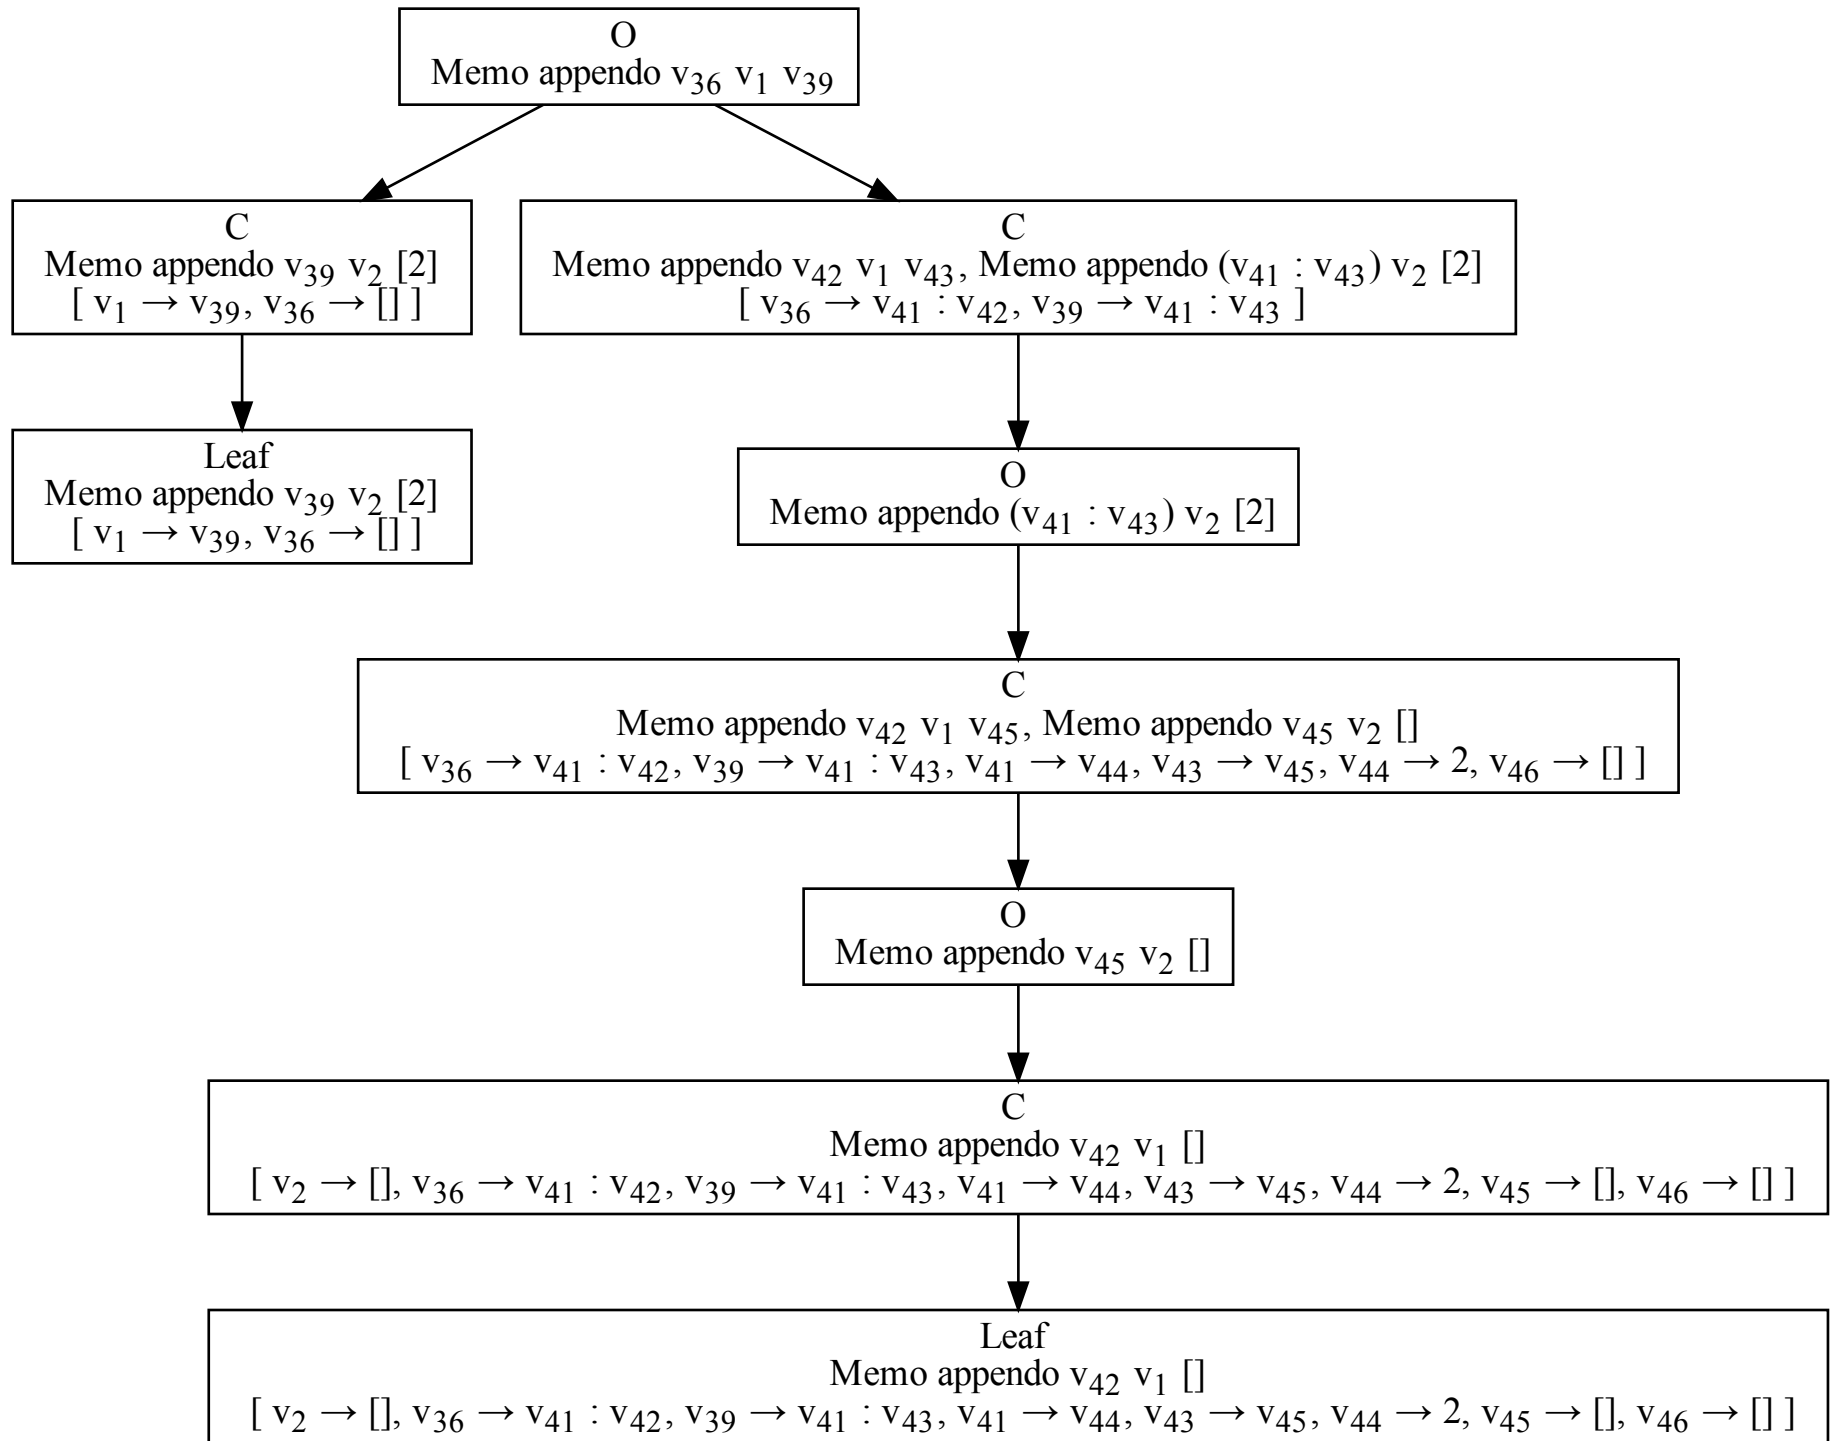 O
Memo appendo v₃₆ v₁ v₃₉
C
Memo appendo v₃₉ v₂ [2]
[ v₁ → v₃₉, v₃₆ → [] ]
C
Memo appendo v₄₂ v₁ v₄₃, Memo appendo (v₄₁ : v₄₃) v₂ [2]
[ v₃₆ → v₄₁ : v₄₂, v₃₉ → v₄₁ : v₄₃ ]
Leaf
Memo appendo v₃₉ v₂ [2]
[ v₁ → v₃₉, v₃₆ → [] ]
O
Memo appendo (v₄₁ : v₄₃) v₂ [2]
C
Memo appendo v₄₂ v₁ v₄₅, Memo appendo v₄₅ v₂ []
[ v₃₆ → v₄₁ : v₄₂, v₃₉ → v₄₁ : v₄₃, v₄₁ → v₄₄, v₄₃ → v₄₅, v₄₄ → 2, v₄₆ → [] ]
O
Memo appendo v₄₅ v₂ []
C
Memo appendo v₄₂ v₁ []
[ v₂ → [], v₃₆ → v₄₁ : v₄₂, v₃₉ → v₄₁ : v₄₃, v₄₁ → v₄₄, v₄₃ → v₄₅, v₄₄ → 2, v₄₅ → [], v₄₆ → [] ]
Leaf
Memo appendo v₄₂ v₁ []
[ v₂ → [], v₃₆ → v₄₁ : v₄₂, v₃₉ → v₄₁ : v₄₃, v₄₁ → v₄₄, v₄₃ → v₄₅, v₄₄ → 2, v₄₅ → [], v₄₆ → [] ]